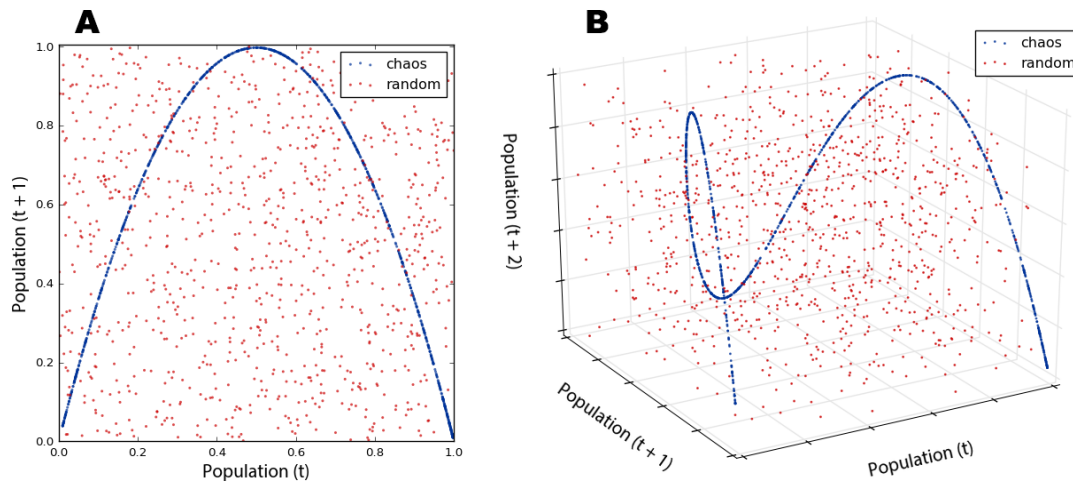 A
chaos
random
1.0
0.8
0.6
0.4
0.2
0.0
0.0
0.2
0.4
0.6
0.8
1.0
Population (t + 1)
Population (t)
B
chaos
random
Population (t + 2)
Population (t + 1)
Population (t)